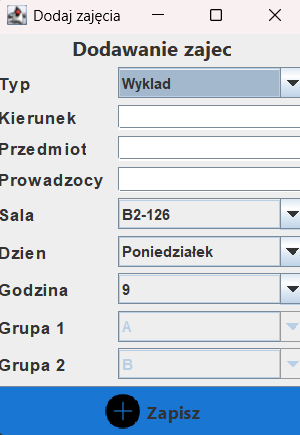 Dodaj zajęcia
Dodawanie zajec
Typ Wyklad
Kierunek
Przedmiot
Prowadzocy
Sala B2-126
Dzien Poniedziałek
Godzina 9
Grupa 1 A
Grupa 2 B
Zapisz